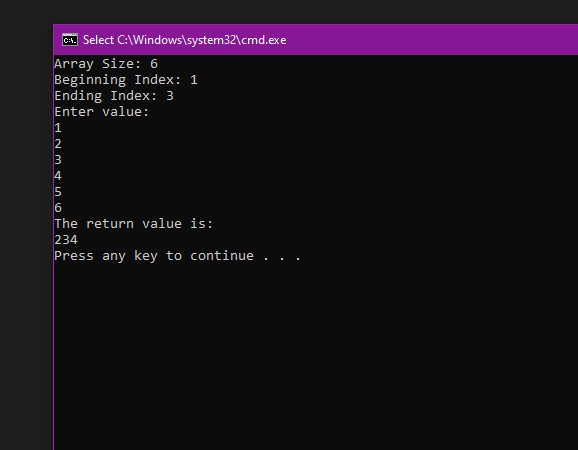 Select C:\Windows\system32\cmd.exe
Array Size: 6
Beginning Index: 1
Ending Index: 3
Enter value:
1
2
3
4
5
6
The return value is:
234
Press any key to continue . . .